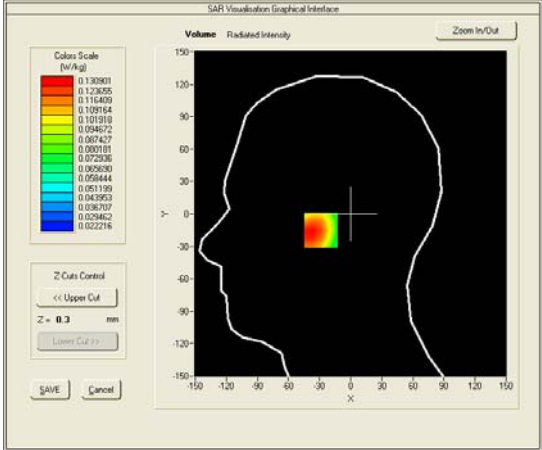 SAR Visualisation Graphical Interface
Volume Radiated Intensity
Zoom In/Out
Colors Scale
(W/kg)
0.130901
0.123655
0.116409
0.109164
0.101918
0.094672
0.087427
0.080181
0.072936
0.065690
0.058444
0.051199
0.043953
0.036707
0.029462
0.022216
Z Cuts Control
<< Upper Cut
Z = 0.3 mm
Lower Cut >>
SAVE Cancel
150
120
90
60
30
0
-30
-60
-90
-120
-150
Y
-150 -120 -90 -60 -30 0 30 60 90 120 150
X